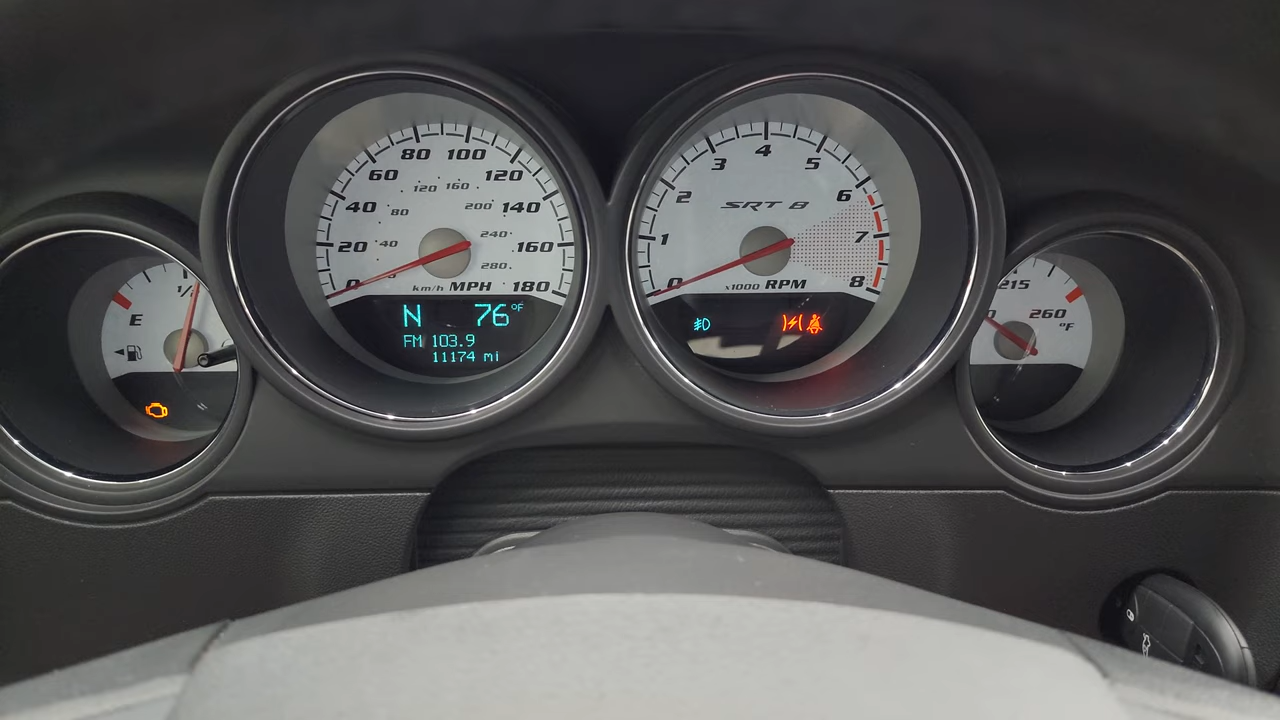 1/
E
80 100
60 120
120 160
40 80 200 140
20 40 240 160
280
0 km/h MPH 180
N 76°F
FM 103.9
11174 mi
4
3 5
2 6
SRT 8
1 7
0 x1000 RPM 8
215
260
°F